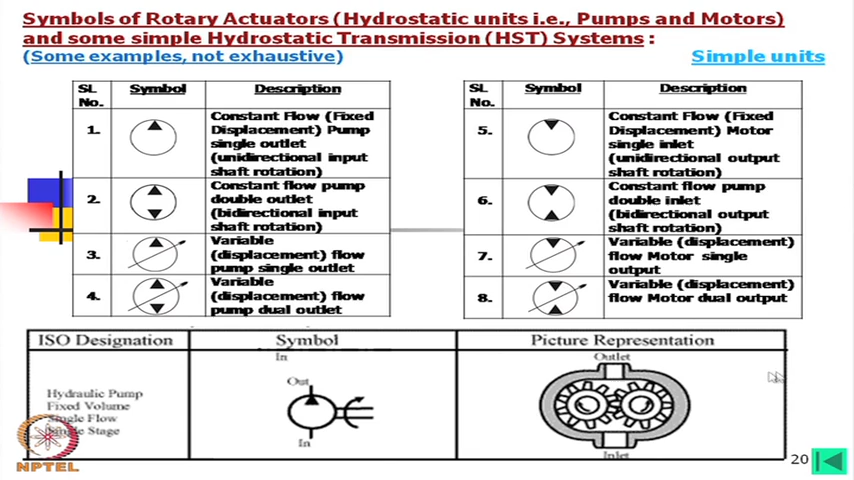 Symbols of Rotary Actuators (Hydrostatic units i.e., Pumps and Motors)
and some simple Hydrostatic Transmission (HST) Systems :
(Some examples, not exhaustive)
Simple units
SL No.
Symbol
Description
1.
Constant Flow (Fixed
Displacement) Pump
single outlet
(unidirectional input
shaft rotation)
2.
Constant flow pump
double outlet
(bidirectional input
shaft rotation)
3.
Variable
(displacement) flow
pump single outlet
4.
Variable
(displacement) flow
pump dual outlet
SL No.
Symbol
Description
5.
Constant Flow (Fixed
Displacement) Motor
single inlet
(unidirectional output
shaft rotation)
6.
Constant flow pump
double inlet
(bidirectional output
shaft rotation)
7.
Variable (displacement)
flow Motor single
output
8.
Variable (displacement)
flow Motor dual output
ISO Designation
Symbol
Picture Representation
In
Outlet
Out
Hydraulic Pump
Fixed Volume
Single Flow
Single Stage
In
Inlet
NPTEL
20